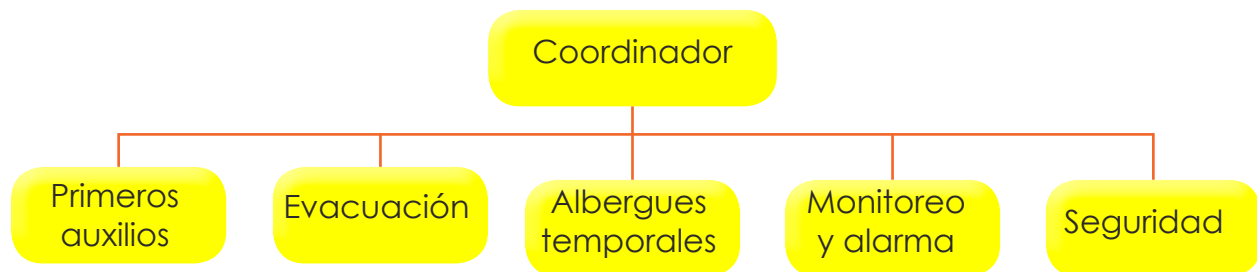 Coordinador
Primeros
auxilios
Evacuación
Albergues
temporales
Monitoreo
y alarma
Seguridad